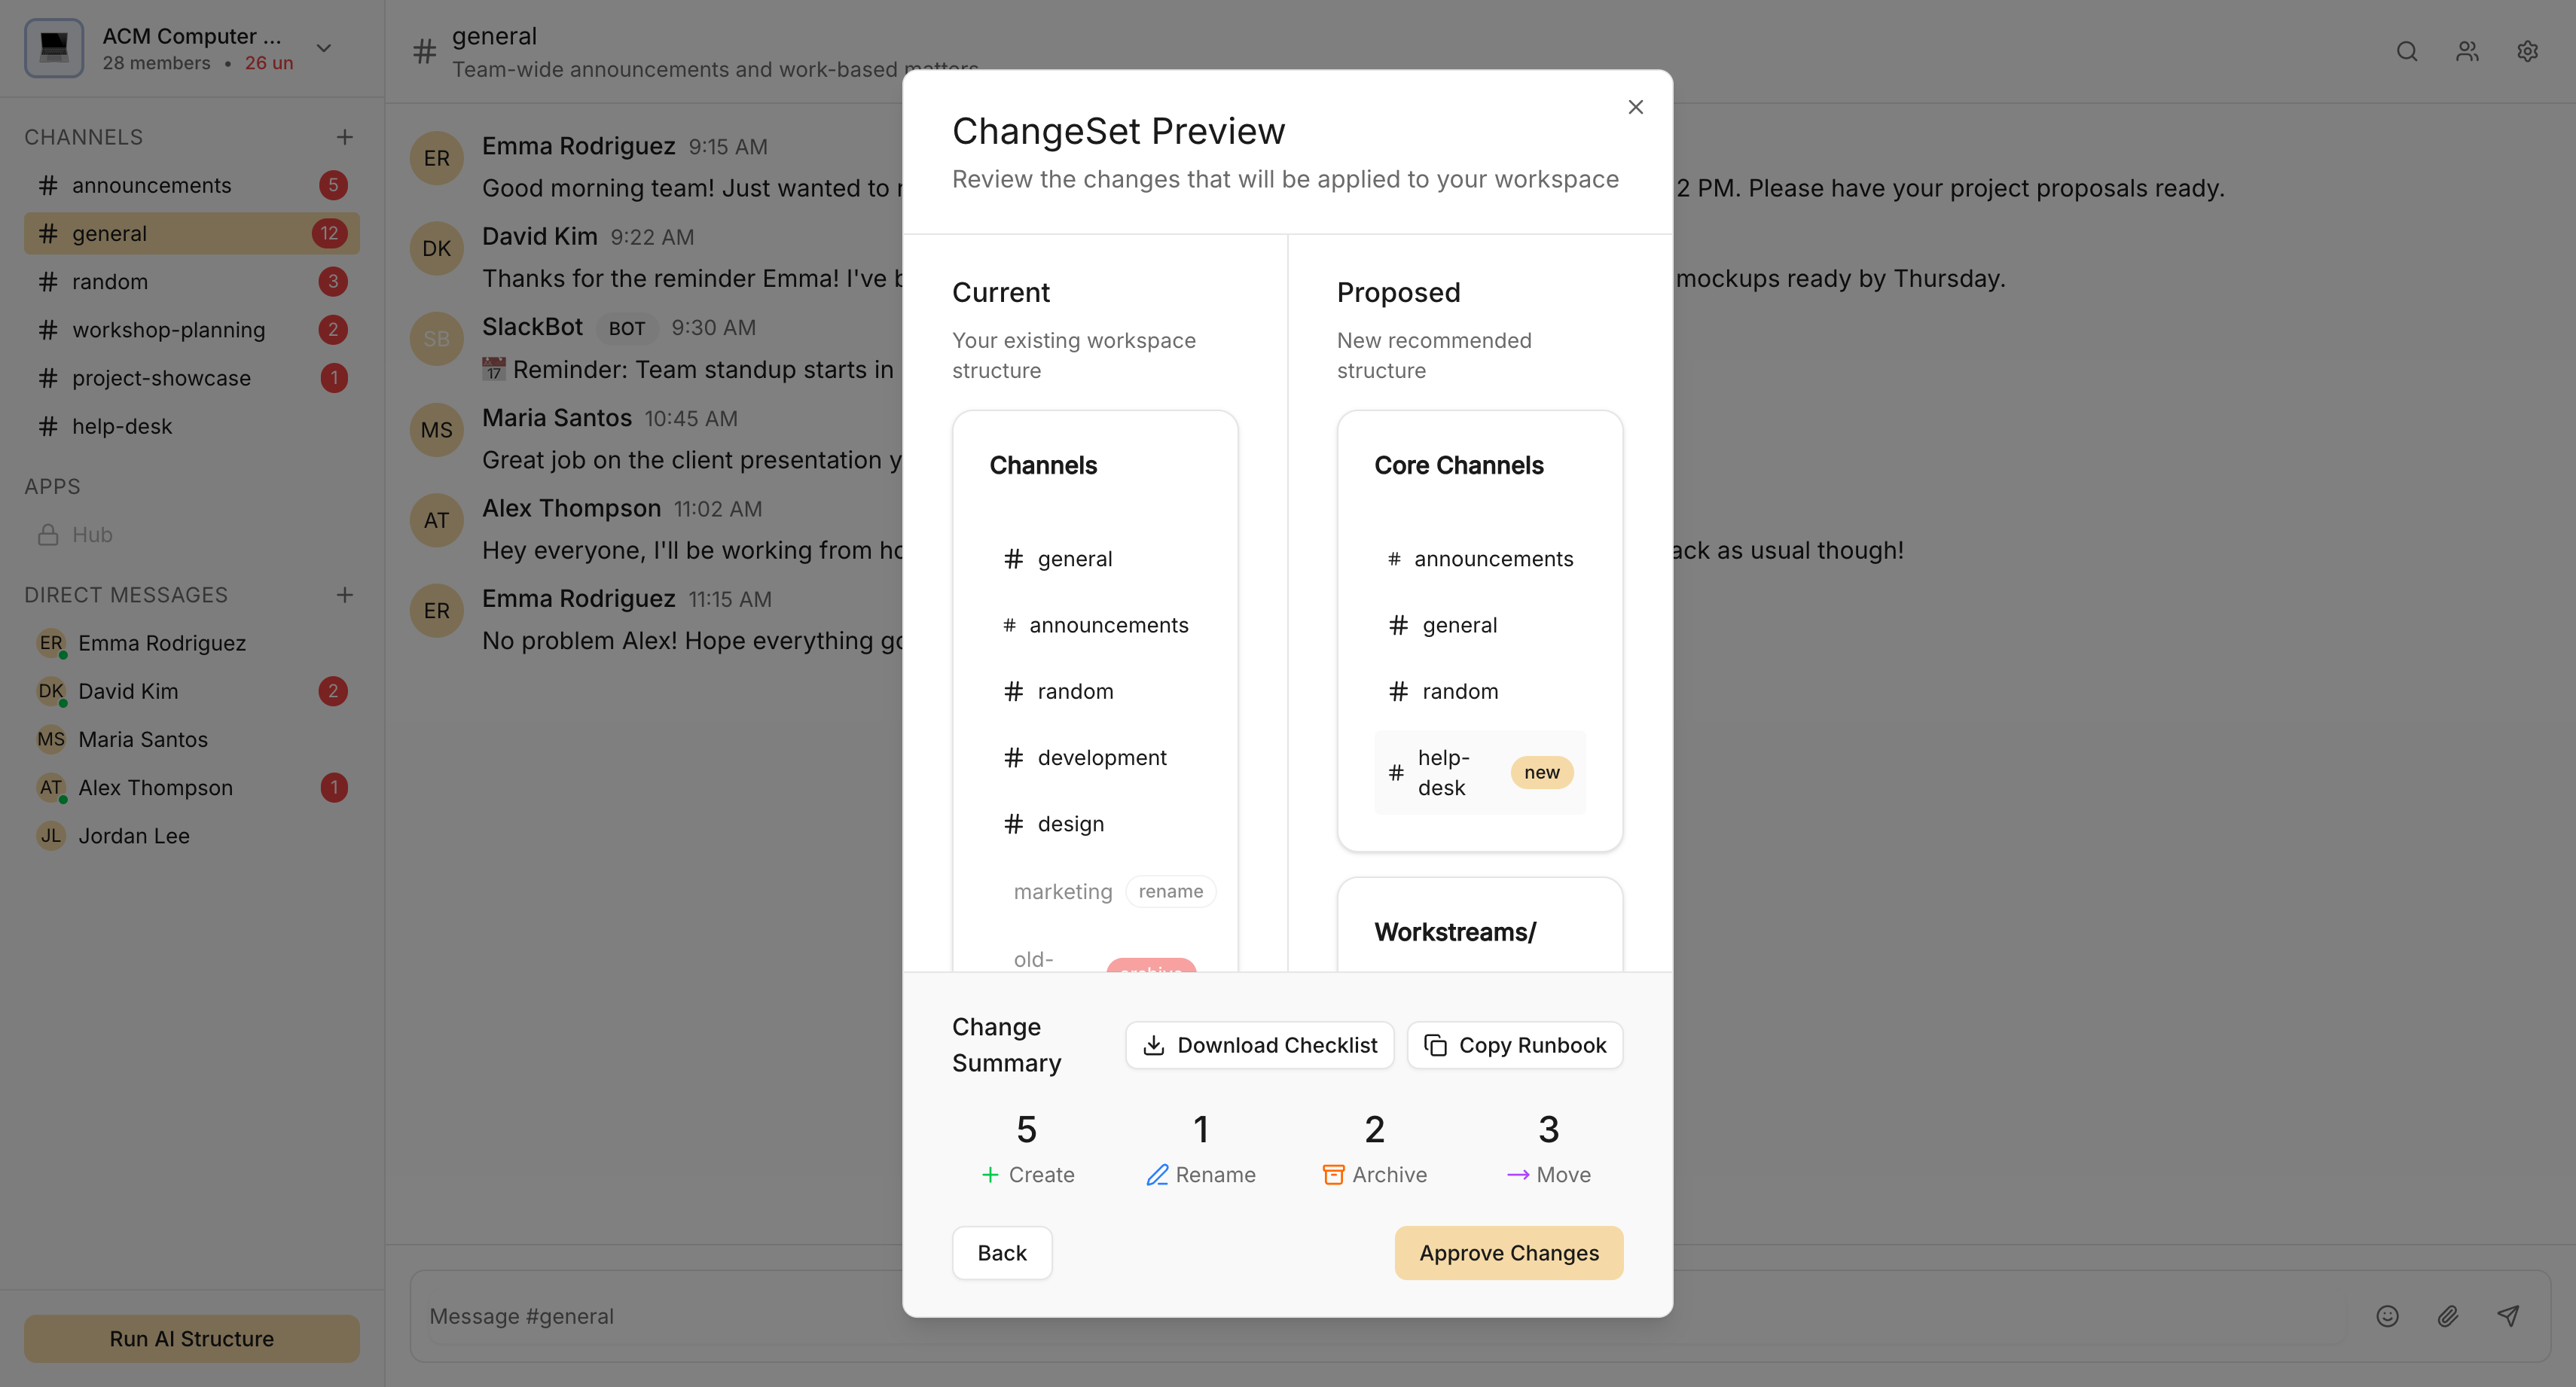 ACM Computer ...
28 members • 26 un
CHANNELS
# announcements 5
# general 12
# random 3
# workshop-planning 2
# project-showcase 1
# help-desk
APPS
Hub
DIRECT MESSAGES
ER Emma Rodriguez
DK David Kim 2
MS Maria Santos
AT Alex Thompson 1
JL Jordan Lee
Run AI Structure
# general
Team-wide announcements and work-based matters
ER Emma Rodriguez 9:15 AM
Good morning team! Just wanted to
2 PM. Please have your project proposals ready.
DK David Kim 9:22 AM
Thanks for the reminder Emma! I've
mockups ready by Thursday.
SB SlackBot BOT 9:30 AM
17 Reminder: Team standup starts in
MS Maria Santos 10:45 AM
Great job on the client presentation
AT Alex Thompson 11:02 AM
Hey everyone, I'll be working from
as usual though!
ER Emma Rodriguez 11:15 AM
No problem Alex! Hope everything
Message #general
ChangeSet Preview
Review the changes that will be applied to your workspace
Current
Your existing workspace
structure
Channels
# general
# announcements
# random
# development
# design
marketing rename
old-
archive
Proposed
New recommended
structure
Core Channels
# announcements
# general
# random
# help-
desk
new
Workstreams/
Change
Summary
Download Checklist
Copy Runbook
5 1 2 3
Create Rename Archive Move
Back
Approve Changes